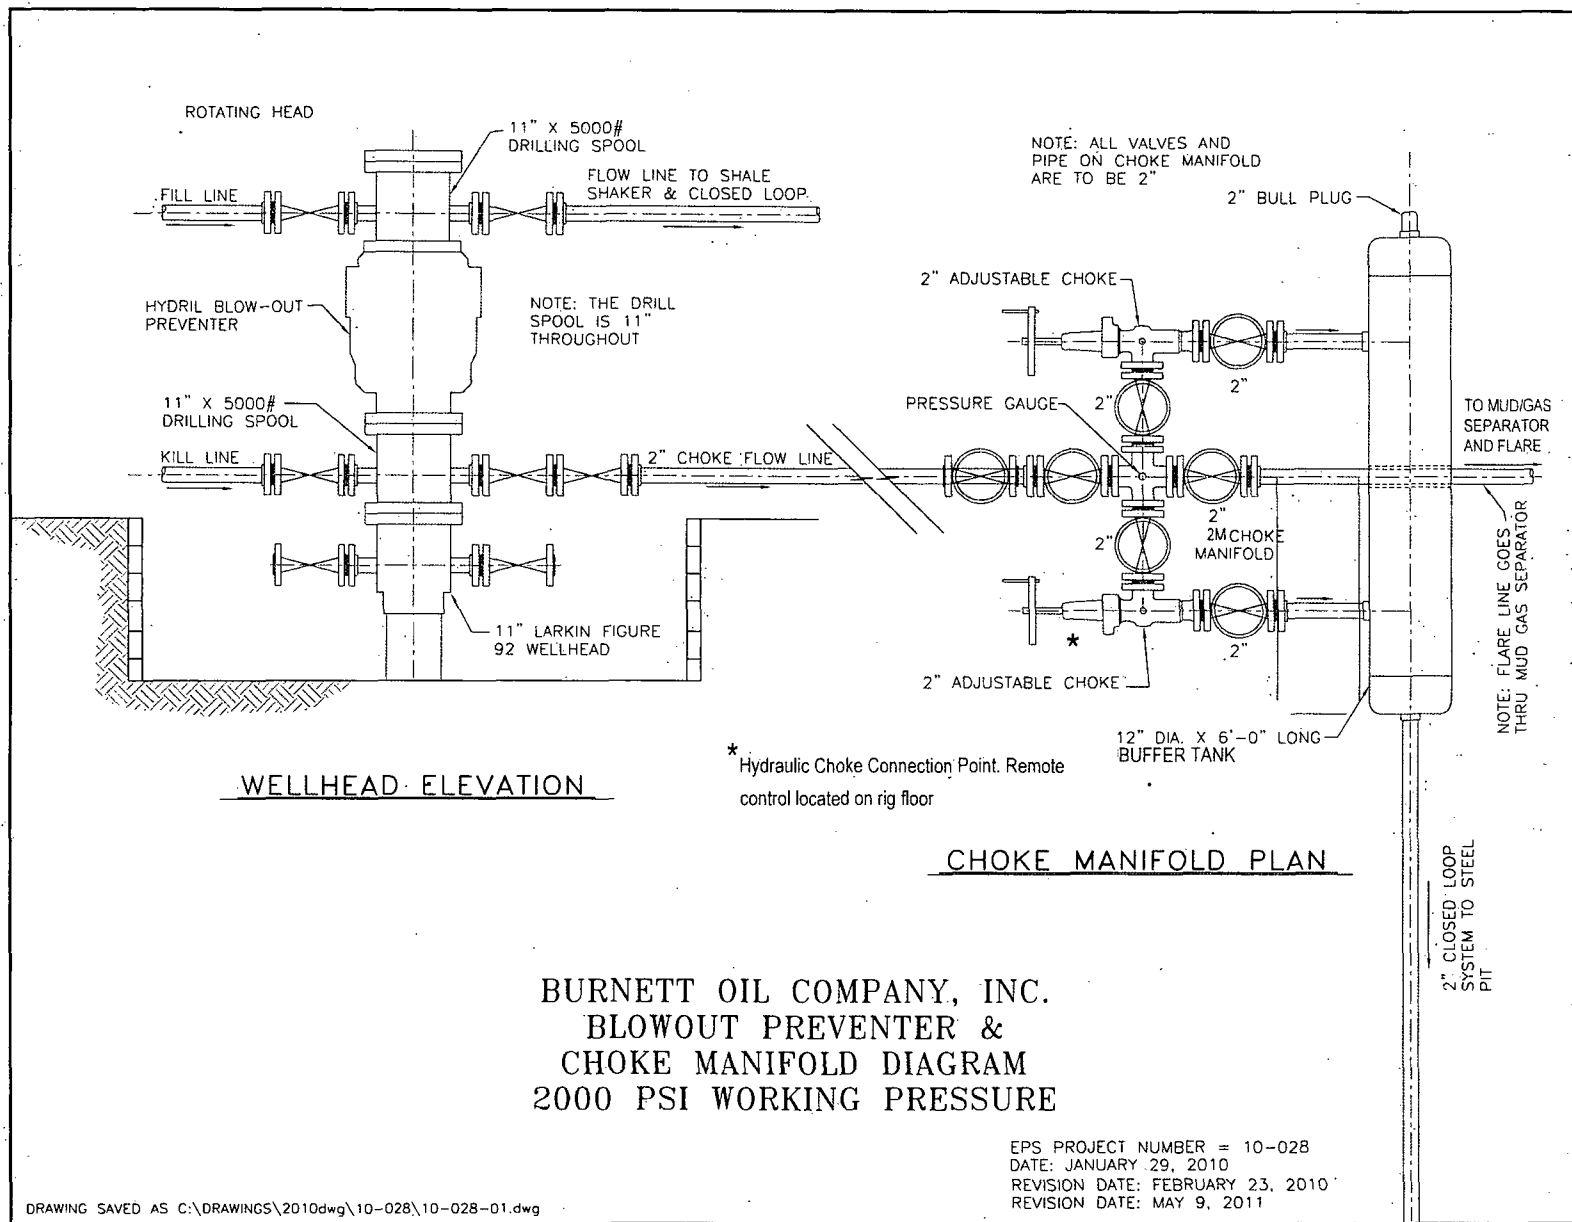 ROTATING HEAD
11" X 5000#
DRILLING SPOOL
FILL LINE
FLOW LINE TO SHALE
SHAKER & CLOSED LOOP
HYDRIL BLOW-OUT
PREVENTER
NOTE: THE DRILL
SPOOL IS 11"
THROUGHOUT
11" X 5000#
DRILLING SPOOL
KILL LINE
2" CHOKE FLOW LINE
11" LARKIN FIGURE
92 WELLHEAD
WELLHEAD ELEVATION
NOTE: ALL VALVES AND
PIPE ON CHOKE MANIFOLD
ARE TO BE 2"
2" BULL PLUG
2" ADJUSTABLE CHOKE
2"
PRESSURE GAUGE
2"
TO MUD/GAS
SEPARATOR
AND FLARE
2"
2M CHOKE
MANIFOLD
2"
*
2"
2" ADJUSTABLE CHOKE
12" DIA. X 6'-0" LONG
BUFFER TANK
NOTE: FLARE LINE GOES
THRU MUD GAS SEPARATOR
* Hydraulic Choke Connection Point. Remote
control located on rig floor
CHOKE MANIFOLD PLAN
2" CLOSED LOOP
SYSTEM TO STEEL
PIT
BURNETT OIL COMPANY, INC.
BLOWOUT PREVENTER &
CHOKE MANIFOLD DIAGRAM
2000 PSI WORKING PRESSURE
EPS PROJECT NUMBER = 10-028
DATE: JANUARY 29, 2010
REVISION DATE: FEBRUARY 23, 2010
REVISION DATE: MAY 9, 2011
DRAWING SAVED AS C:\DRAWINGS\2010dwg\10-028\10-028-01.dwg